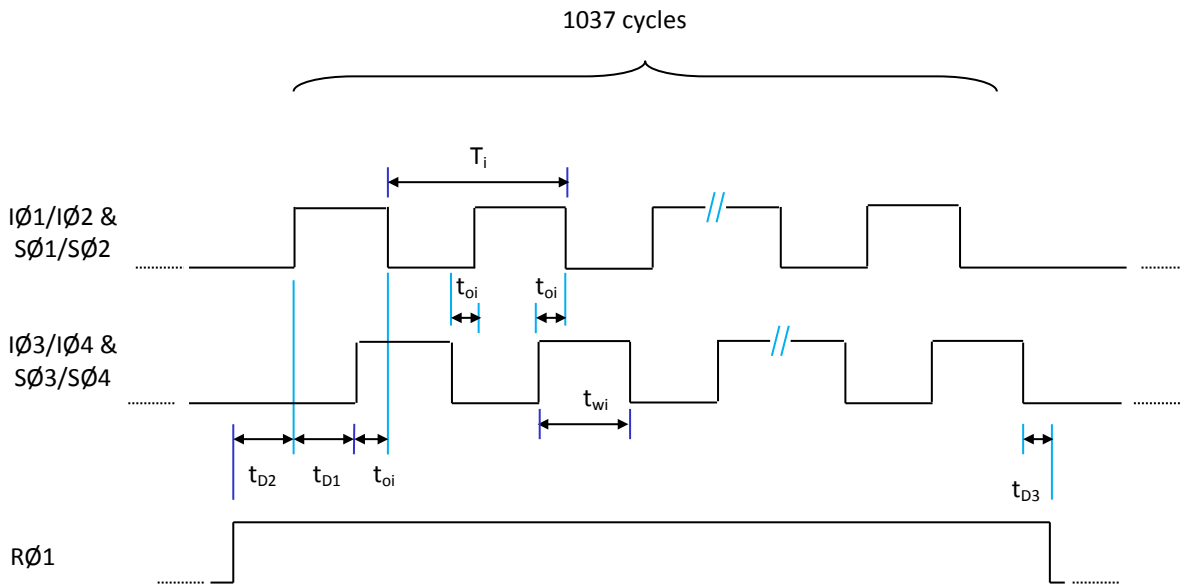 1037 cycles
Ti
IØ1/IØ2 &
SØ1/SØ2
toi
toi
IØ3/IØ4 &
SØ3/SØ4
twi
tD2
tD1
toi
tD3
RØ1